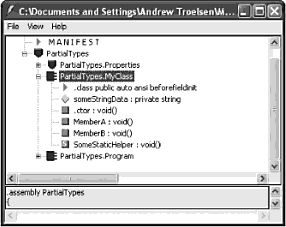 C:\Documents and Settings\Andrew Troelsen\W...
File View Help
MANIFEST
PartialTypes
PartialTypes.Properties
PartialTypes.MyClass
.class public auto ansi beforefieldinit
someStringData : private string
.ctor : void()
MemberA : void()
MemberB : void()
SomeStaticHelper : void()
PartialTypes.Program
.assembly PartialTypes
{